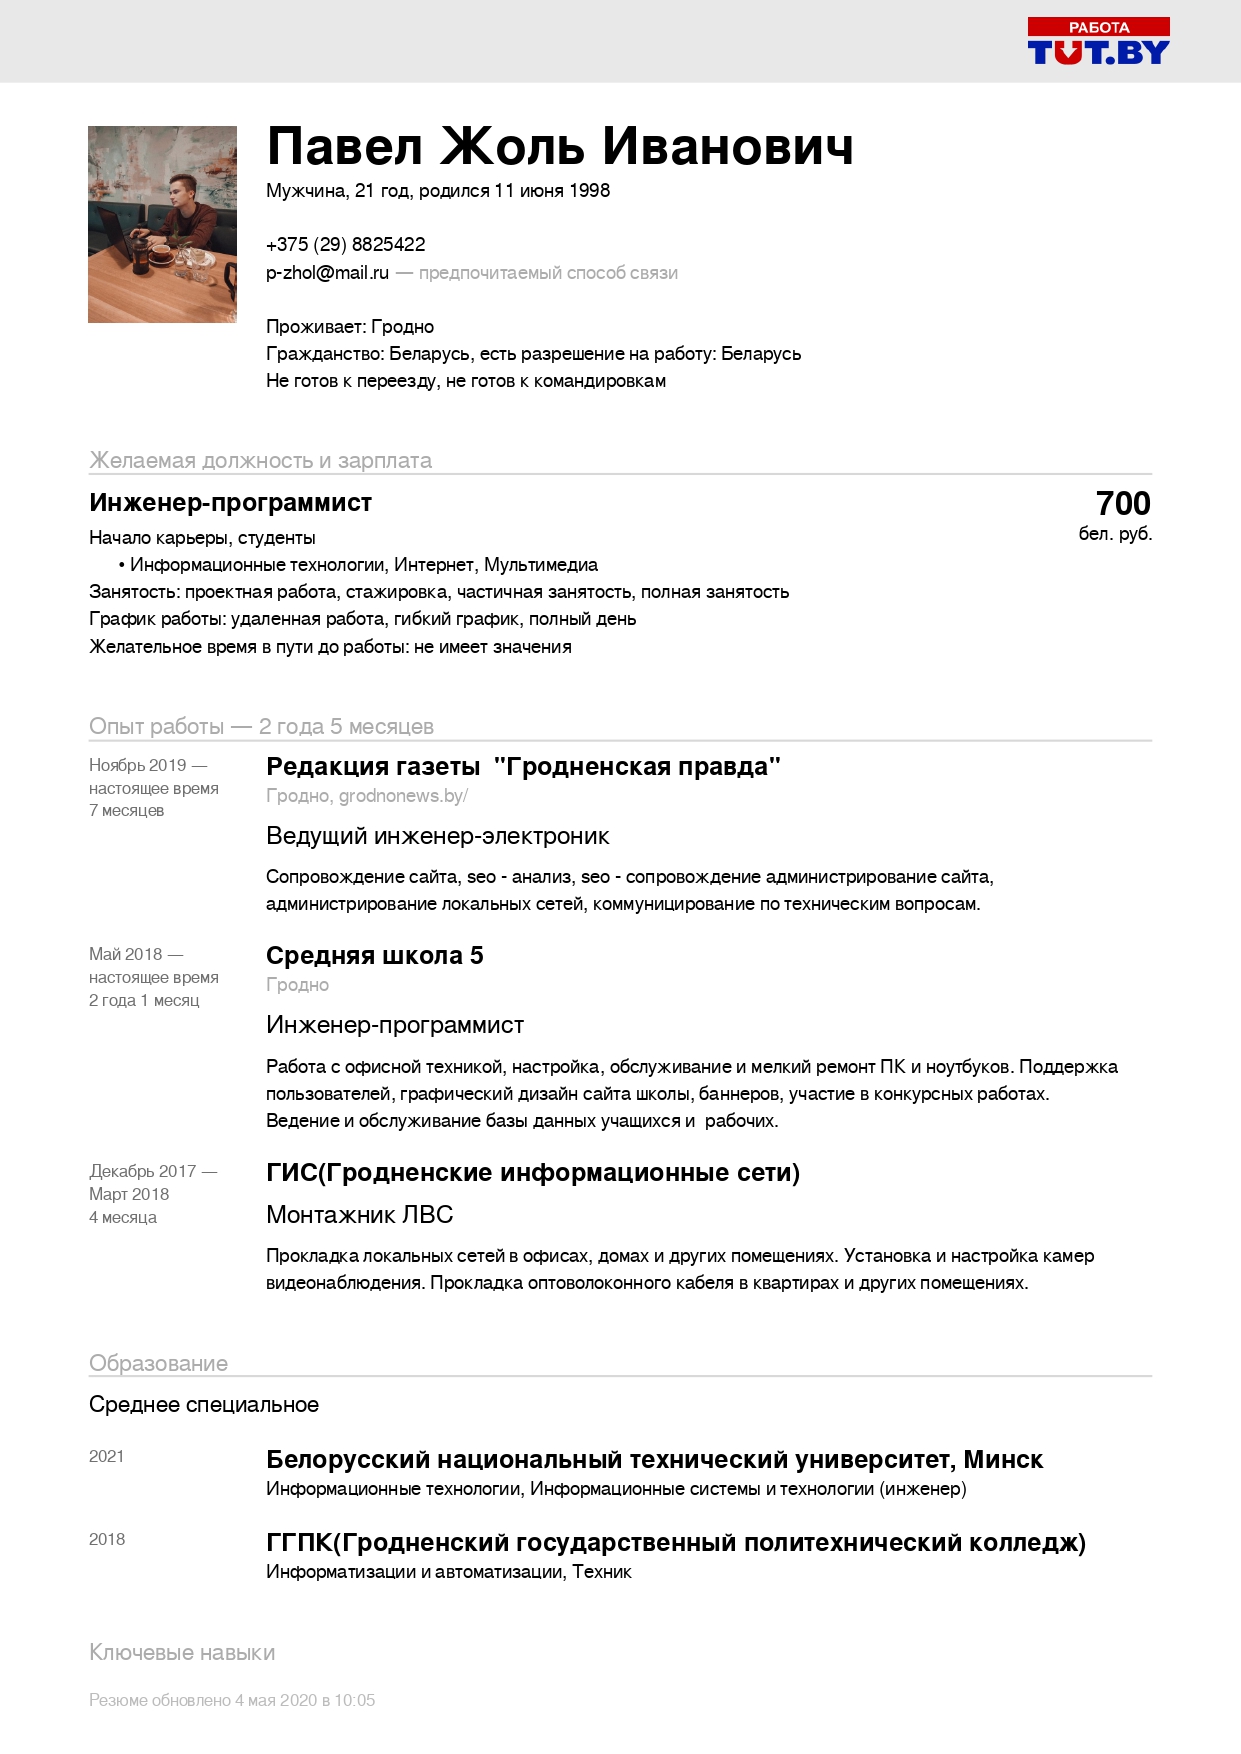 РАБОТА
TUT.BY
Павел Жоль Иванович
Мужчина, 21 год, родился 11 июня 1998
+375 (29) 8825422
p-zhol@mail.ru — предпочитаемый способ связи
Проживает: Гродно
Гражданство: Беларусь, есть разрешение на работу: Беларусь
Не готов к переезду, не готов к командировкам
Желаемая должность и зарплата
Инженер-программист
700
бел. руб.
Начало карьеры, студенты
• Информационные технологии, Интернет, Мультимедиа
Занятость: проектная работа, стажировка, частичная занятость, полная занятость
График работы: удаленная работа, гибкий график, полный день
Желательное время в пути до работы: не имеет значения
Опыт работы — 2 года 5 месяцев
Ноябрь 2019 —
настоящее время
7 месяцев
Редакция газеты  "Гродненская правда"
Гродно, grodnonews.by/
Ведущий инженер-электроник
Сопровождение сайта, seo - анализ, seo - сопровождение администрирование сайта,
администрирование локальных сетей, коммуницирование по техническим вопросам.
Май 2018 —
настоящее время
2 года 1 месяц
Средняя школа 5
Гродно
Инженер-программист
Работа с офисной техникой, настройка, обслуживание и мелкий ремонт ПК и ноутбуков. Поддержка
пользователей, графический дизайн сайта школы, баннеров, участие в конкурсных работах.
Ведение и обслуживание базы данных учащихся и  рабочих.
Декабрь 2017 —
Март 2018
4 месяца
ГИС(Гродненские информационные сети)
Монтажник ЛВС
Прокладка локальных сетей в офисах, домах и других помещениях. Установка и настройка камер
видеонаблюдения. Прокладка оптоволоконного кабеля в квартирах и других помещениях.
Образование
Среднее специальное
2021
Белорусский национальный технический университет, Минск
Информационные технологии, Информационные системы и технологии (инженер)
2018
ГГПК(Гродненский государственный политехнический колледж)
Информатизации и автоматизации, Техник
Ключевые навыки
Резюме обновлено 4 мая 2020 в 10:05